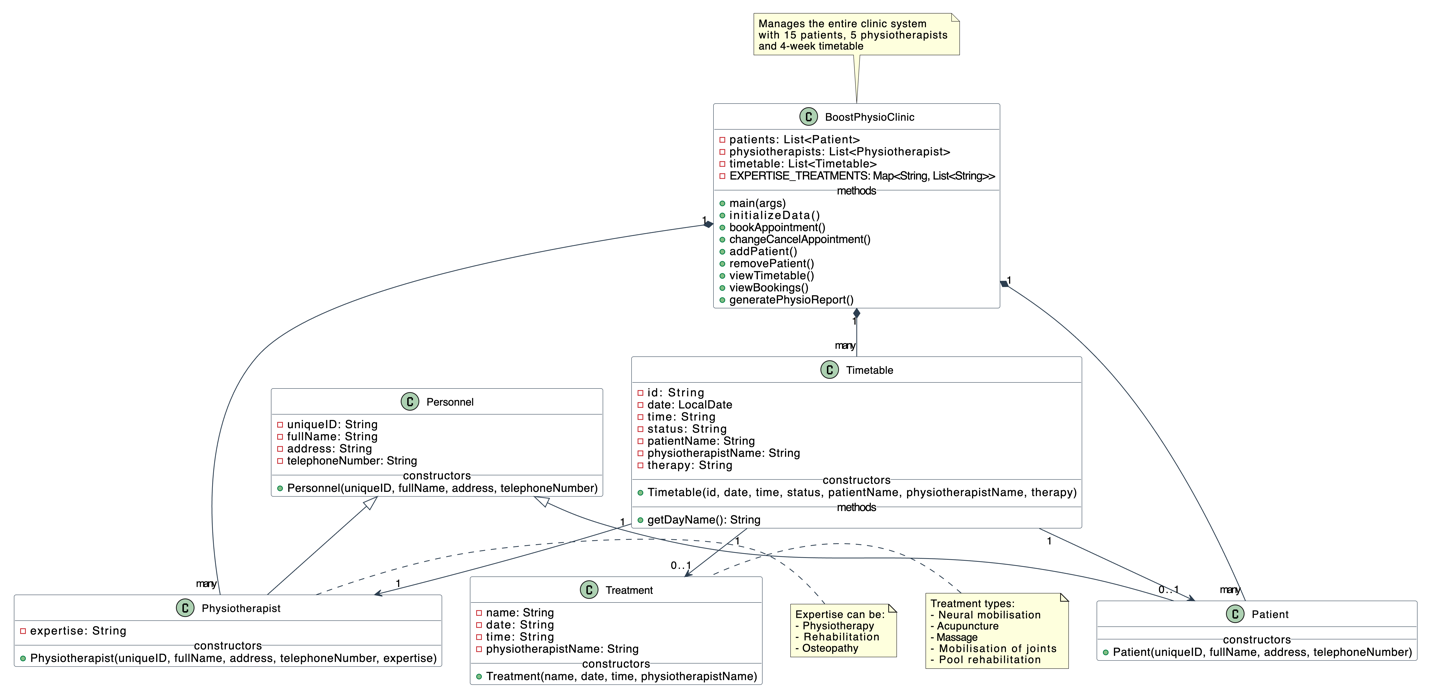 Manages the entire clinic system
with 15 patients, 5 physiotherapists
and 4-week timetable
C BoostPhysioClinic
patients: List<Patient>
physiotherapists: List<Physiotherapist>
timetable: List<Timetable>
EXPERTISE_TREATMENTS: Map<String, List<String>>
methods
main(args)
initializeData()
bookAppointment()
changeCancelAppointment()
addPatient()
removePatient()
viewTimetable()
viewBookings()
generatePhysioReport()
1
1
1
many
C Timetable
id: String
date: LocalDate
time: String
status: String
patientName: String
physiotherapistName: String
therapy: String
constructors
Timetable(id, date, time, status, patientName, physiotherapistName, therapy)
methods
getDayName(): String
C Personnel
uniqueID: String
fullName: String
address: String
telephoneNumber: String
constructors
Personnel(uniqueID, fullName, address, telephoneNumber)
1
1
1
many
1
0..1
0..1
many
C Physiotherapist
expertise: String
constructors
Physiotherapist(uniqueID, fullName, address, telephoneNumber, expertise)
C Treatment
name: String
date: String
time: String
physiotherapistName: String
constructors
Treatment(name, date, time, physiotherapistName)
Expertise can be:
- Physiotherapy
- Rehabilitation
- Osteopathy
Treatment types:
- Neural mobilisation
- Acupuncture
- Massage
- Mobilisation of joints
- Pool rehabilitation
C Patient
constructors
Patient(uniqueID, fullName, address, telephoneNumber)